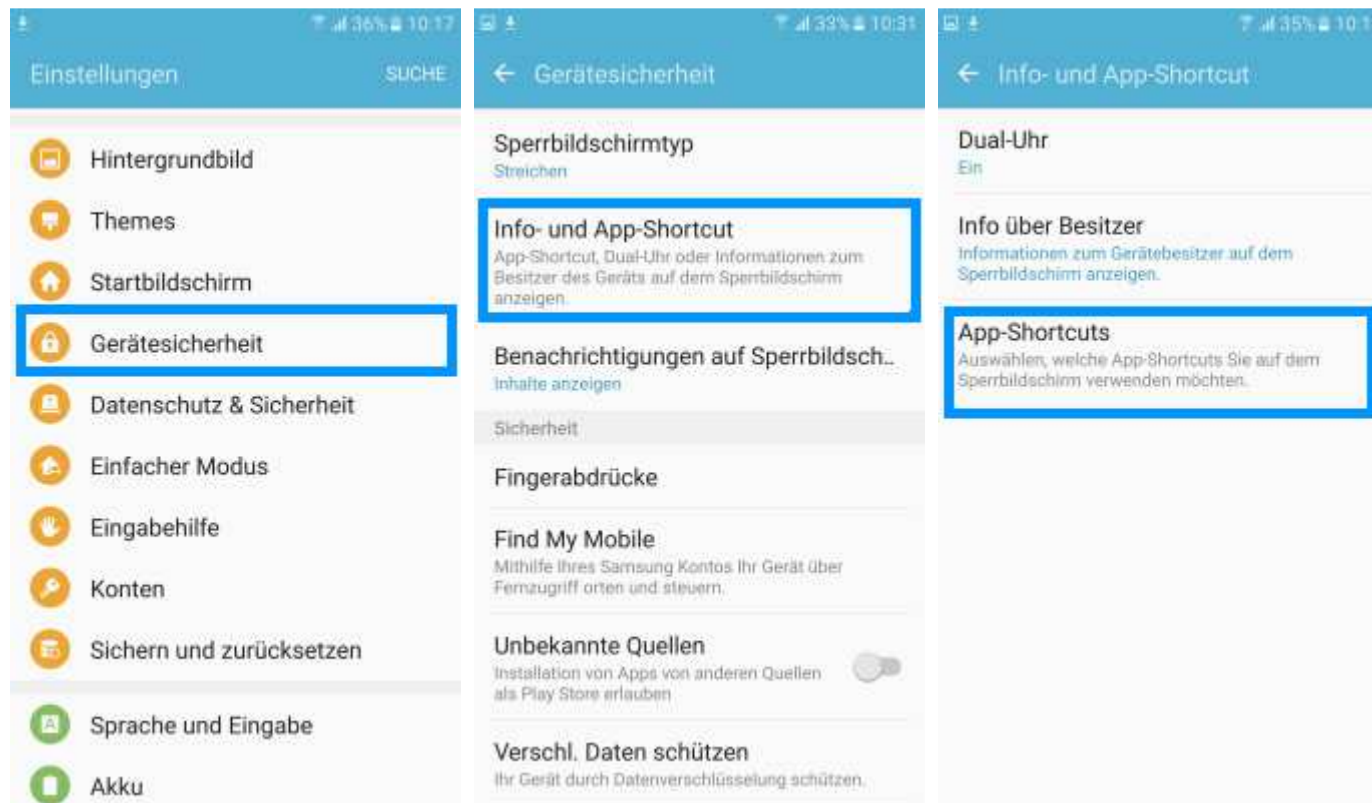 36% 10:17
Einstellungen
SUCHE
Hintergrundbild
Themes
Startbildschirm
Gerätesicherheit
Datenschutz & Sicherheit
Einfacher Modus
Eingabehilfe
Konten
Sichern und zurücksetzen
Sprache und Eingabe
Akku
33% 10:31
Gerätesicherheit
Sperrbildschirmtyp
Streichen
Info- und App-Shortcut
App-Shortcut, Dual-Uhr oder Informationen zum
Besitzer des Geräts auf dem Sperrbildschirm
anzeigen.
Benachrichtigungen auf Sperrbildsch..
Inhalte anzeigen
Sicherheit
Fingerabdrücke
Find My Mobile
Mithilfe Ihres Samsung Kontos Ihr Gerät über
Fernzugriff orten und steuern.
Unbekannte Quellen
Installation von Apps von anderen Quellen
als Play Store erlauben
Verschl. Daten schützen
Ihr Gerät durch Datenverschlüsselung schützen.
35% 10:1
Info- und App-Shortcut
Dual-Uhr
Ein
Info über Besitzer
Informationen zum Gerätebesitzer auf dem
Sperrbildschirm anzeigen.
App-Shortcuts
Auswählen, welche App-Shortcuts Sie auf dem
Sperrbildschirm verwenden möchten.